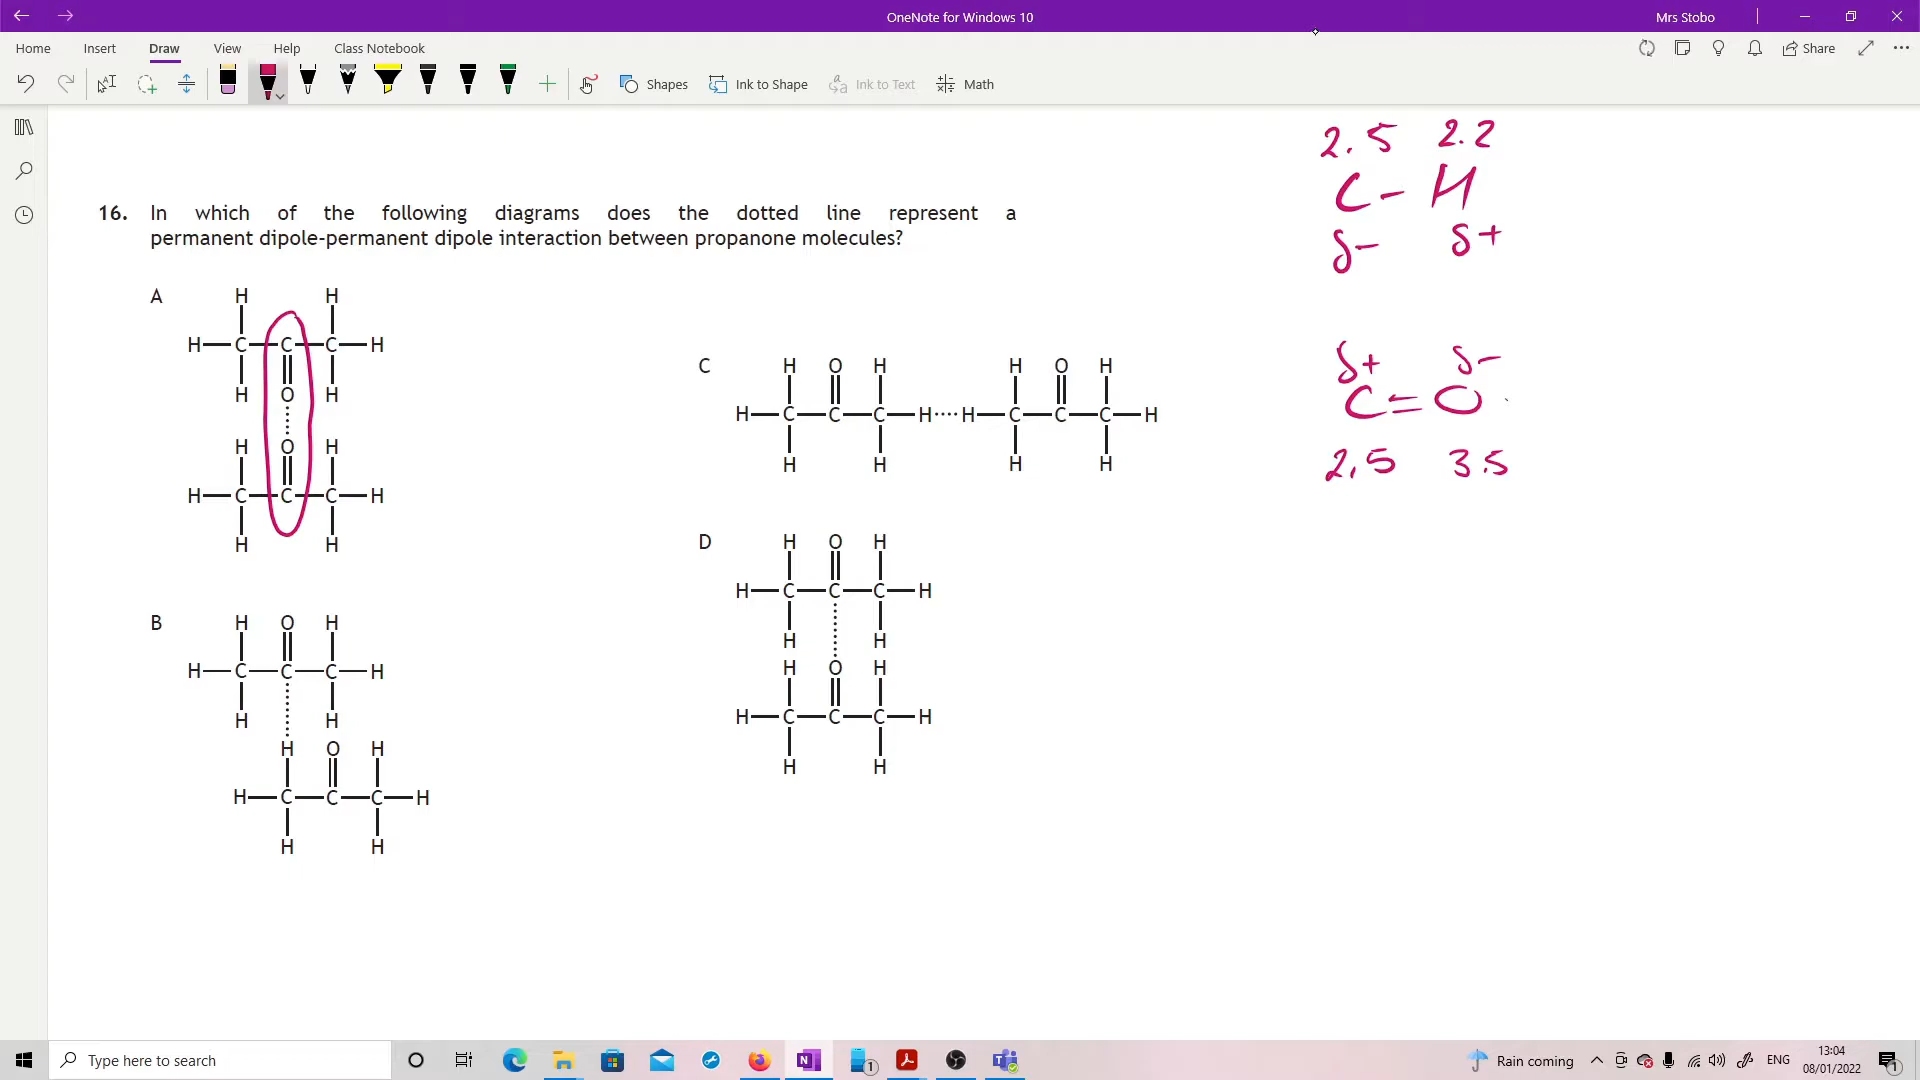 OneNote for Windows 10
Mrs Stobo
Home Insert Draw View Help Class Notebook
Share
Shapes Ink to Shape Ink to Text Math
16. In which of the following diagrams does the dotted line represent a
permanent dipole-permanent dipole interaction between propanone molecules?
A
H H
H C C C H
H O H
H O H
H C C C H
H H
B
H O H
H C C C H
H H
H O H
H C C C H
H H
C
H O H H O H
H C C C H H C C C H
H H H H
D
H O H
H C C C H
H H
H O H
H C C C H
H H
2.5 2.2
C – H
δ– δ+
δ+ δ–
C = O
2.5 3.5
Type here to search
1
Rain coming
ENG
13:04
08/01/2022
1